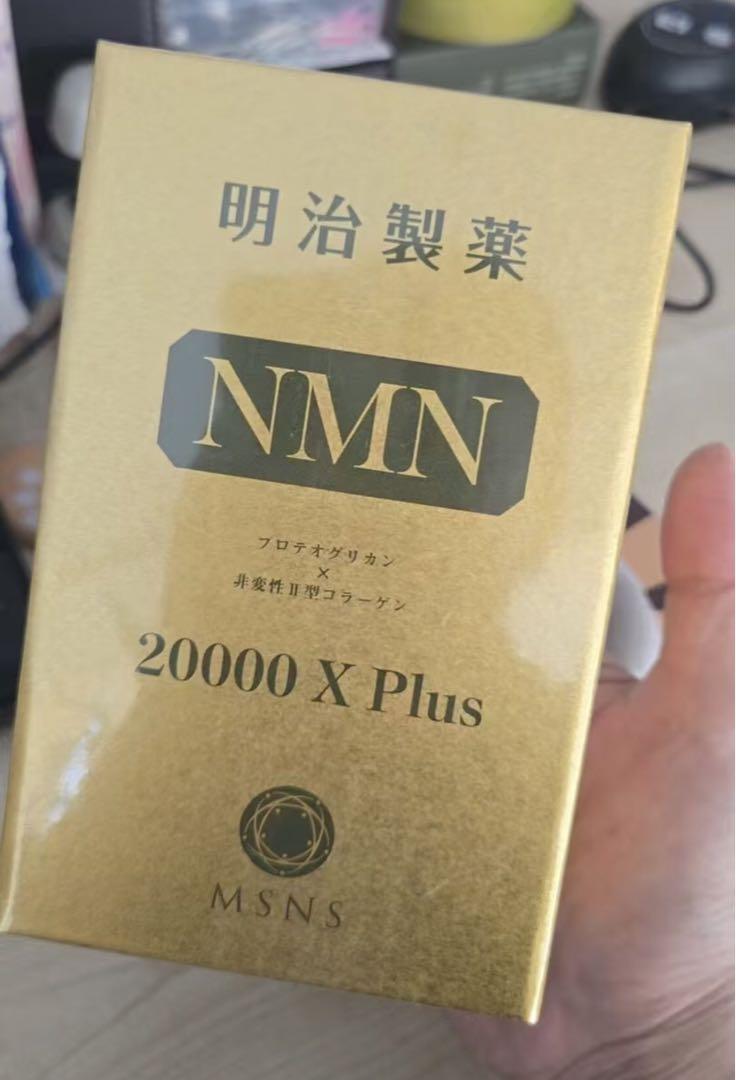 明治製薬
NMN
プロテオグリカン
×
非変性II型コラーゲン
20000 X Plus
MSNS